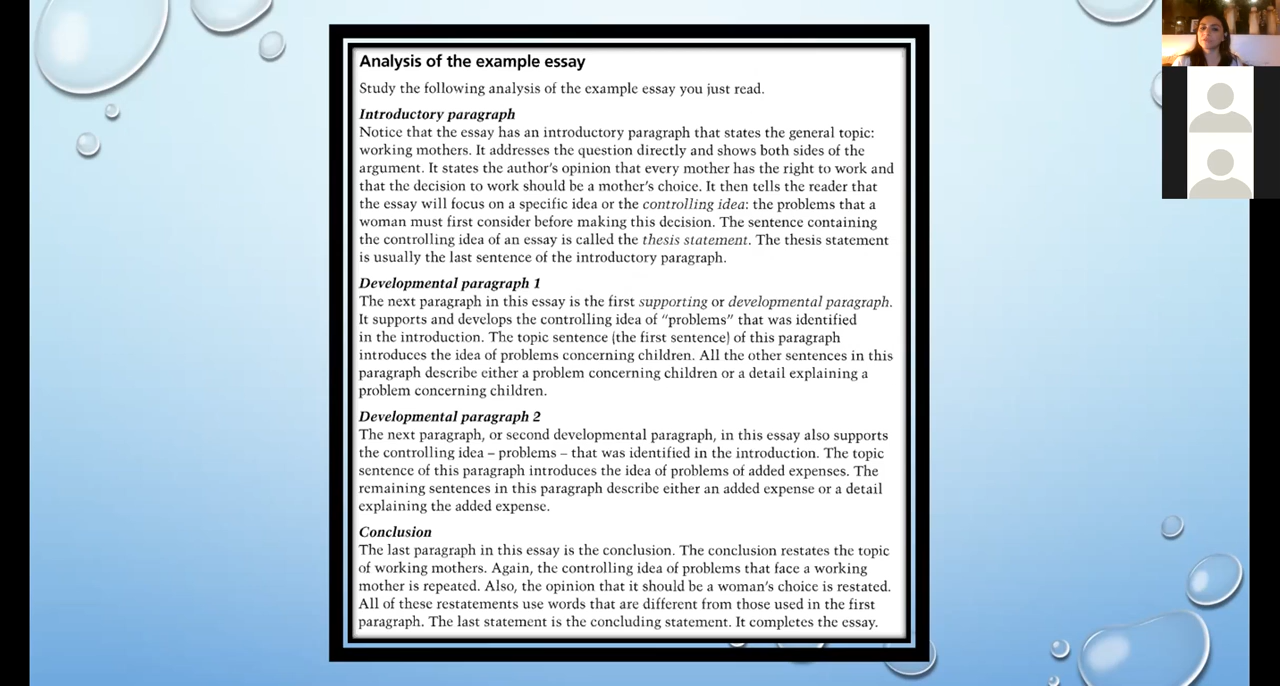 Analysis of the example essay
Study the following analysis of the example essay you just read.
Introductory paragraph
Notice that the essay has an introductory paragraph that states the general topic:
working mothers. It addresses the question directly and shows both sides of the
argument. It states the author's opinion that every mother has the right to work and
that the decision to work should be a mother's choice. It then tells the reader that
the essay will focus on a specific idea or the controlling idea: the problems that a
woman must first consider before making this decision. The sentence containing
the controlling idea of an essay is called the thesis statement. The thesis statement
is usually the last sentence of the introductory paragraph.
Developmental paragraph 1
The next paragraph in this essay is the first supporting or developmental paragraph.
It supports and develops the controlling idea of “problems” that was identified
in the introduction. The topic sentence (the first sentence) of this paragraph
introduces the idea of problems concerning children. All the other sentences in this
paragraph describe either a problem concerning children or a detail explaining a
problem concerning children.
Developmental paragraph 2
The next paragraph, or second developmental paragraph, in this essay also supports
the controlling idea – problems – that was identified in the introduction. The topic
sentence of this paragraph introduces the idea of problems of added expenses. The
remaining sentences in this paragraph describe either an added expense or a detail
explaining the added expense.
Conclusion
The last paragraph in this essay is the conclusion. The conclusion restates the topic
of working mothers. Again, the controlling idea of problems that face a working
mother is repeated. Also, the opinion that it should be a woman's choice is restated.
All of these restatements use words that are different from those used in the first
paragraph. The last statement is the concluding statement. It completes the essay.